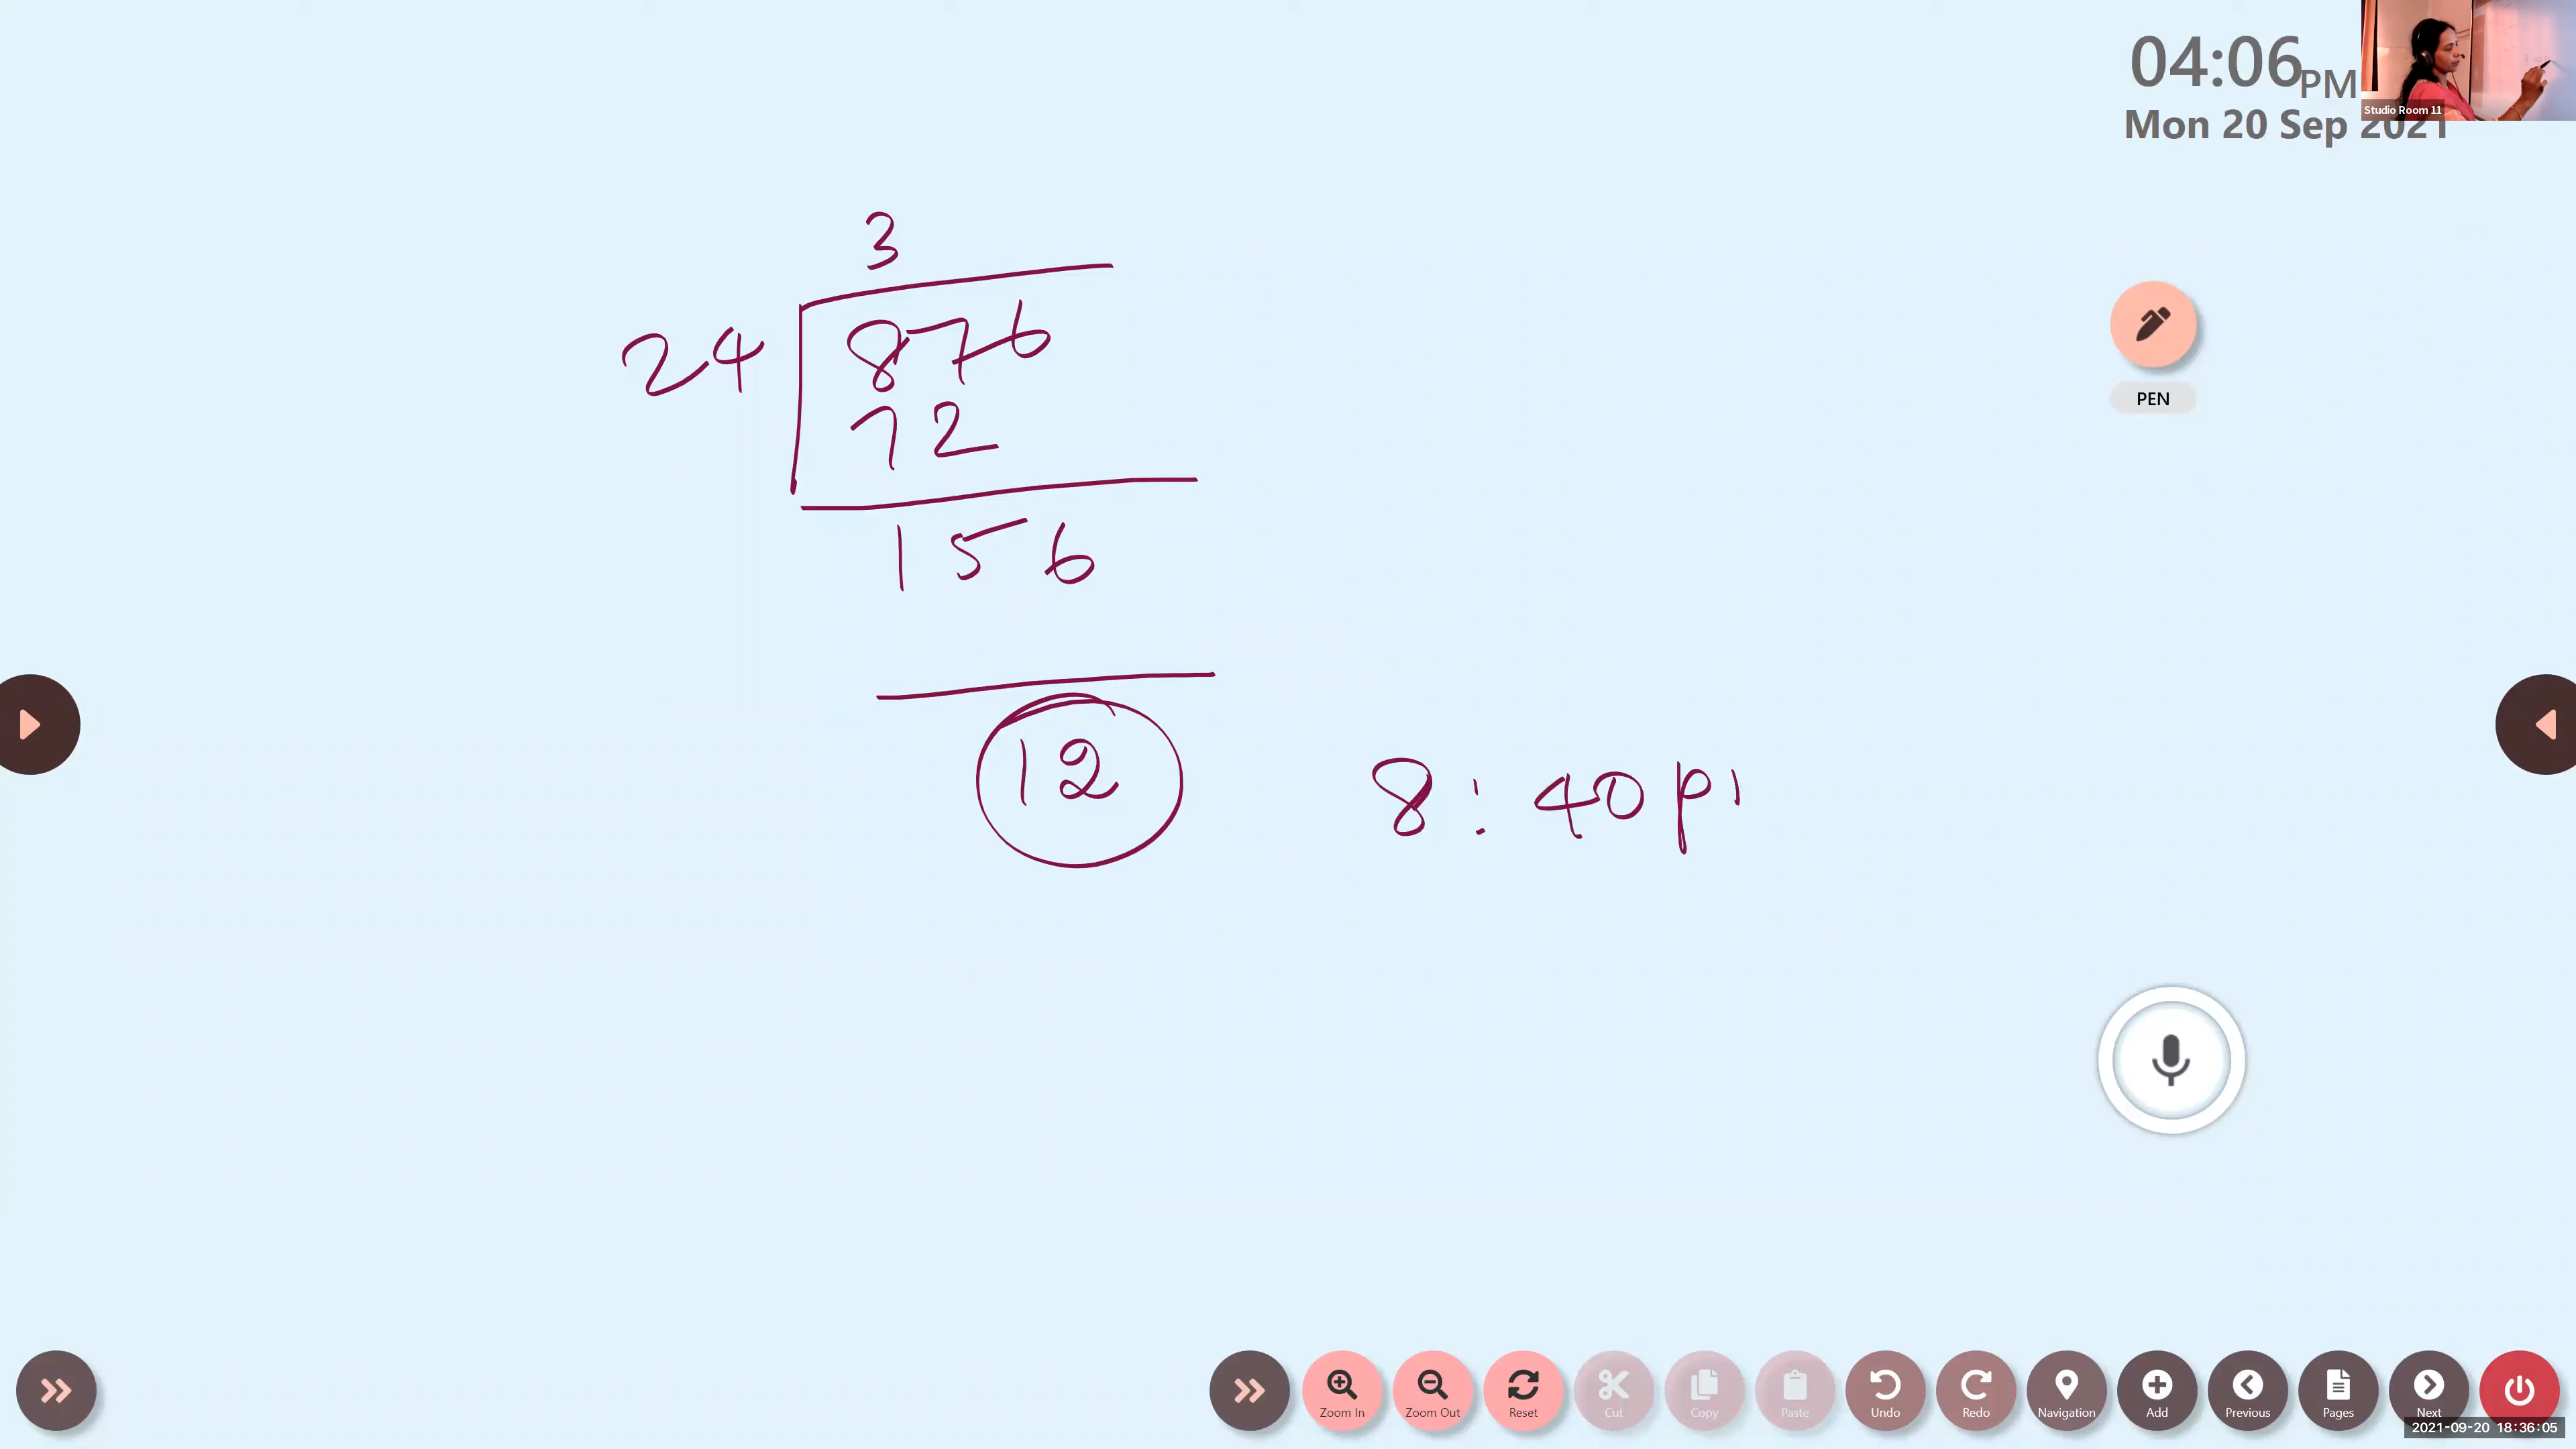 04:06 PM
Studio Room 11
Mon 20 Sep 2021
3
24 876
72
156
12
8:40 p
PEN
Zoom In Zoom Out Reset Cut Copy Paste Undo Redo Navigation Add Previous Pages Next
2021-09-20 18:36:05